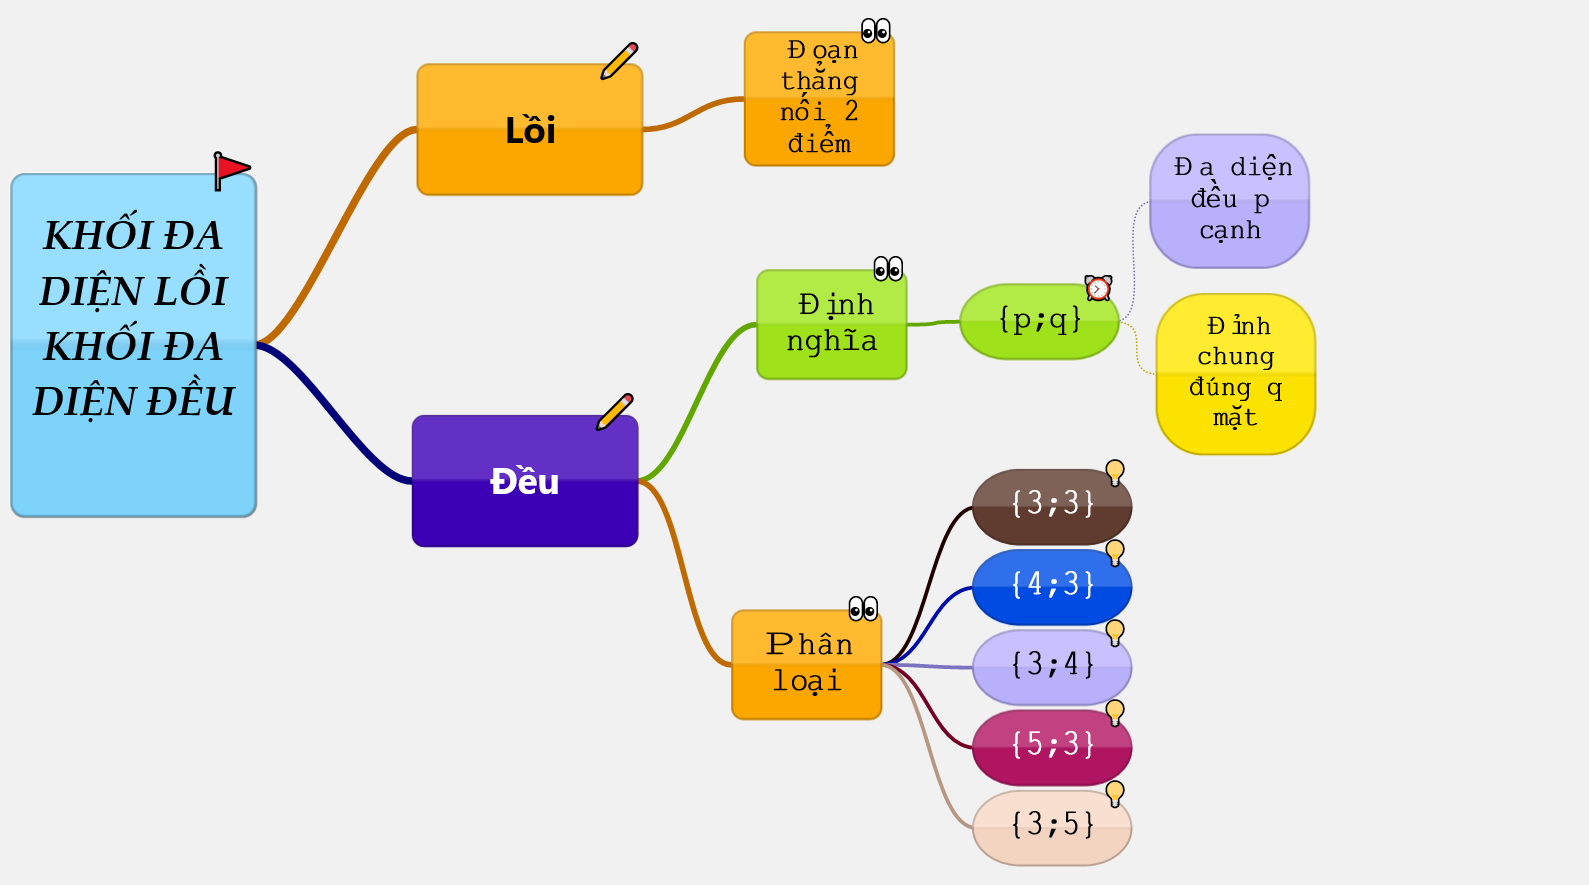 KHỐI ĐA
DIỆN LỒI
KHỐI ĐA
DIỆN ĐỀU
Lồi
Đoạn
thẳng
nối 2
điểm
Đều
Định
nghĩa
{p;q}
Đa diện
đều p
cạnh
Đỉnh
chung
đúng q
mặt
Phân
loại
{3;3}
{4;3}
{3;4}
{5;3}
{3;5}